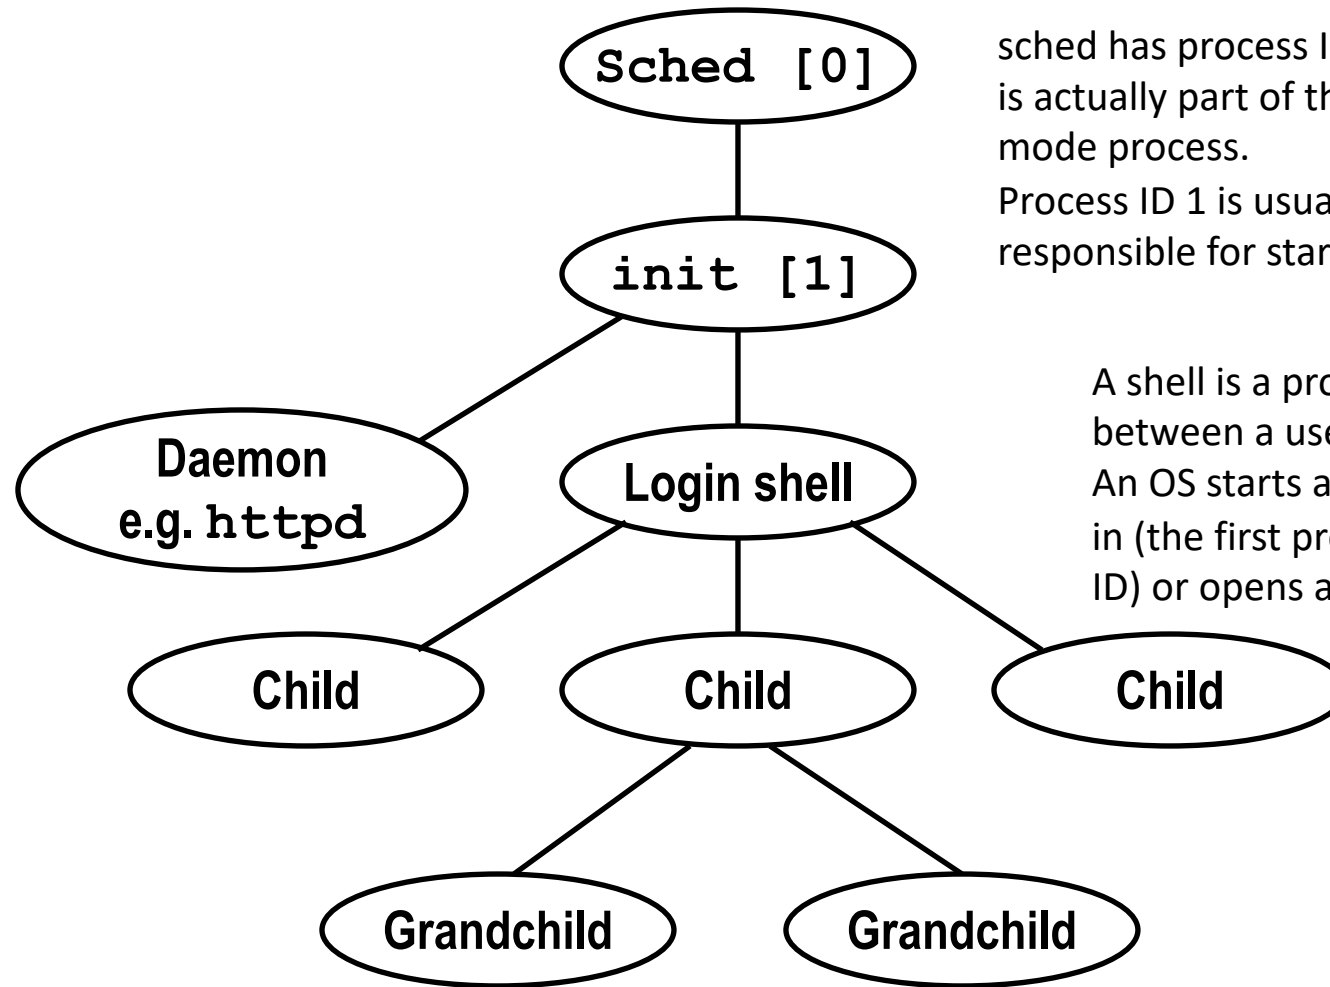 Sched [0]
sched has process I
is actually part of th
mode process.
Process ID 1 is usua
responsible for star
init [1]
A shell is a pro
between a use
An OS starts a
in (the first pr
ID) or opens a
Daemon
e.g. httpd
Login shell
Child
Child
Child
Grandchild
Grandchild